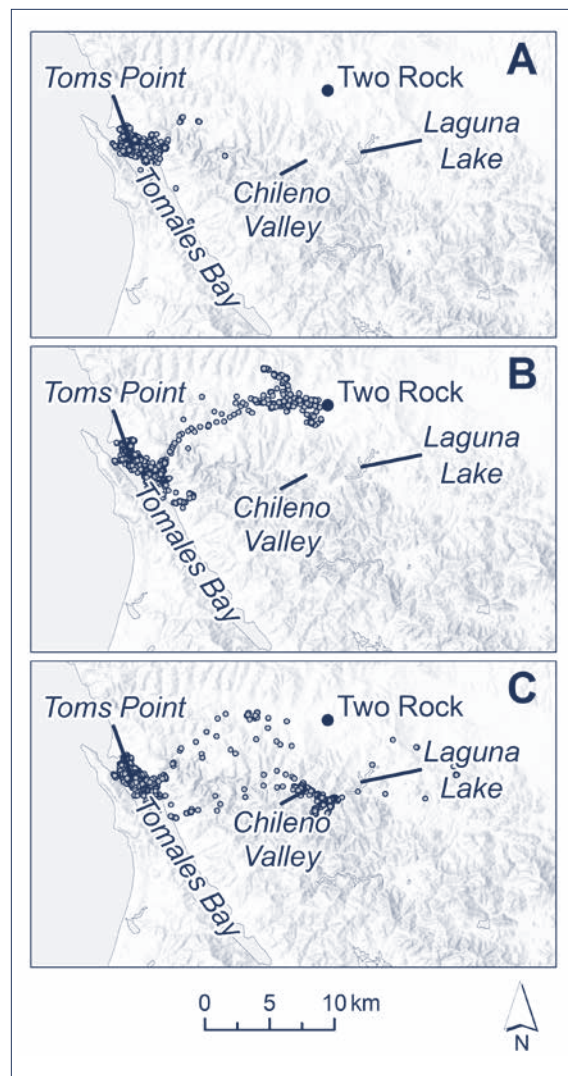 A
Toms Point
Two Rock
Laguna
Lake
Chileno
Valley
Tomales Bay
B
Toms Point
Two Rock
Laguna
Lake
Chileno
Valley
Tomales Bay
C
Toms Point
Two Rock
Laguna
Lake
Chileno
Valley
Tomales Bay
0 5 10 km
N